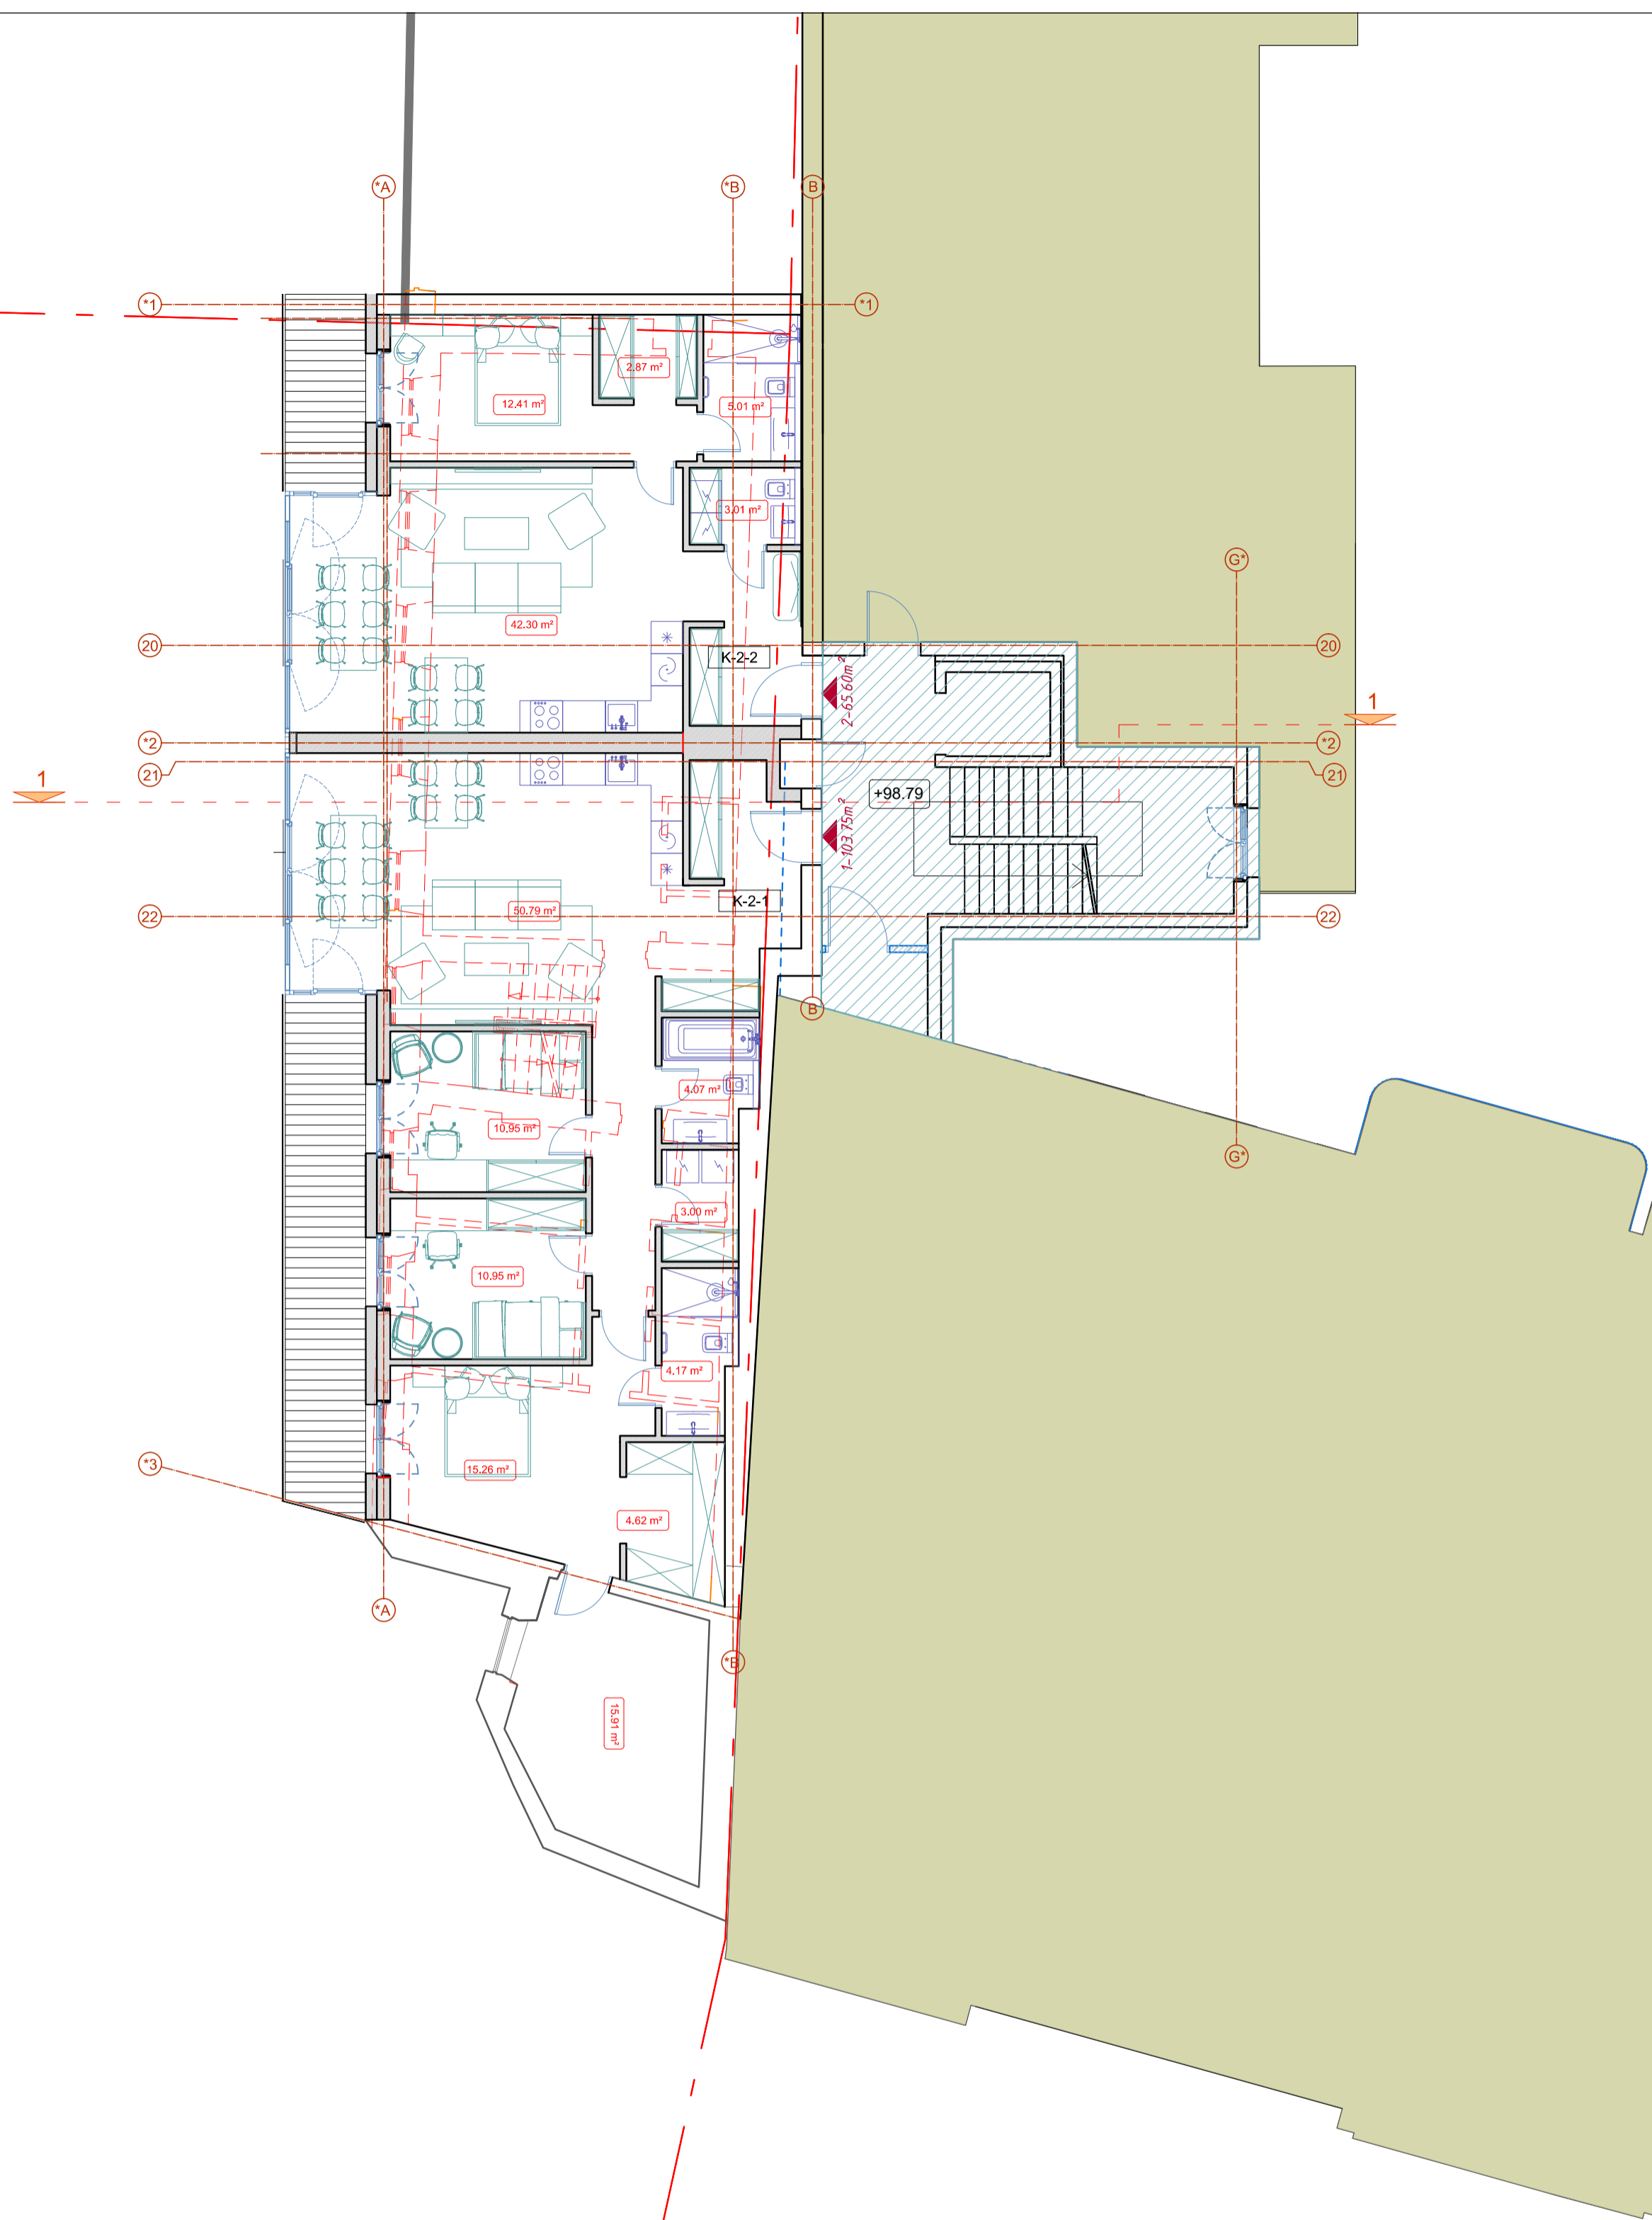 *A
*B
B
*1
*1
2.87 m²
12.41 m²
5.01 m²
3.01 m²
G*
42.30 m²
20
20
K-2-2
2-65.60m²
1
*2
*2
21
21
1
+98.79
1-103.75m²
K-2-1
50.79 m²
22
22
B
4.07 m²
10.95 m²
G*
3.00 m²
10.95 m²
4.17 m²
*3
15.26 m²
4.62 m²
*A
*B
15.91 m²